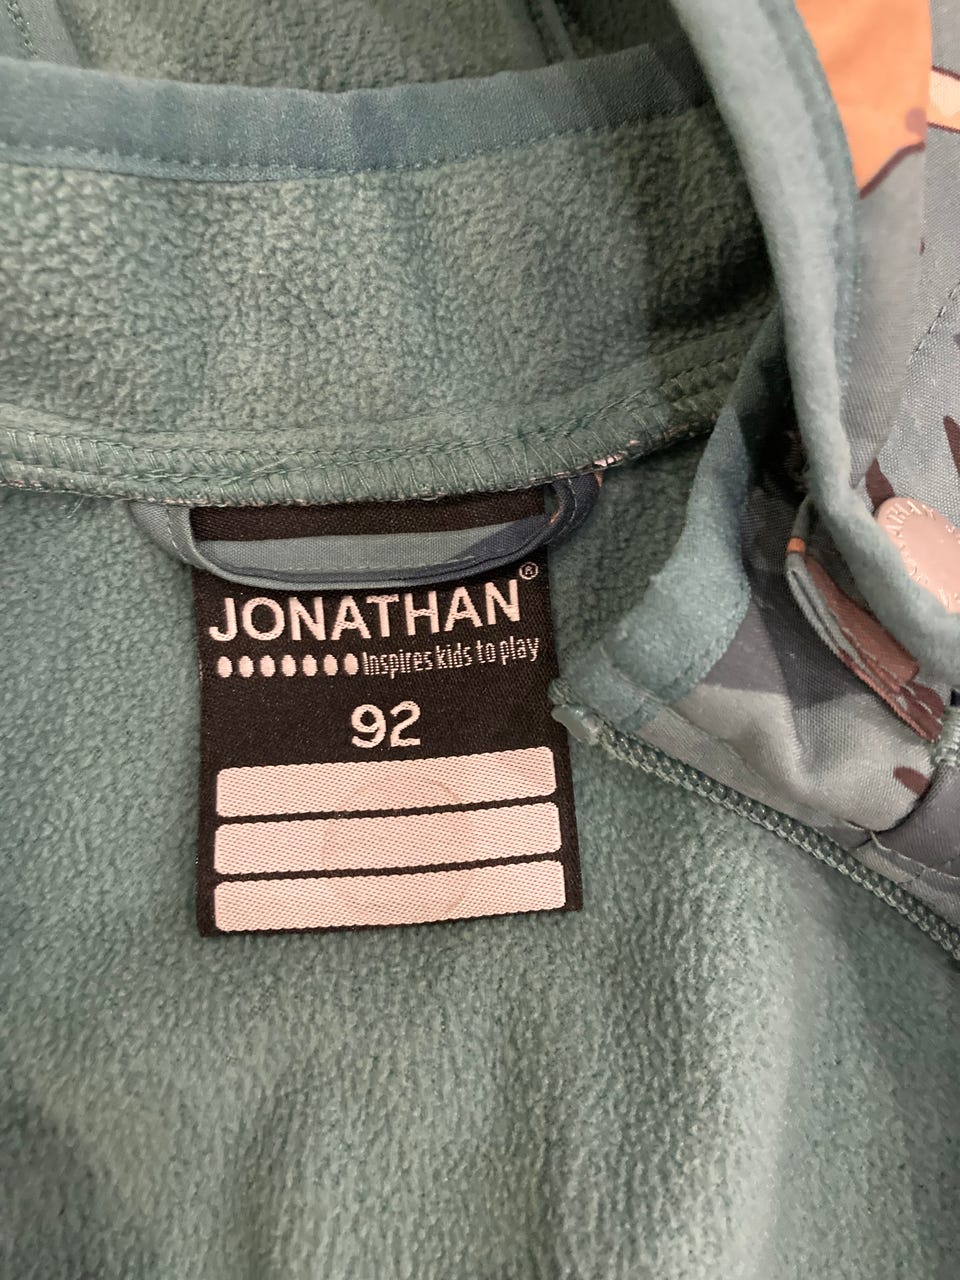 JONATHAN®
Inspires kids to play
92